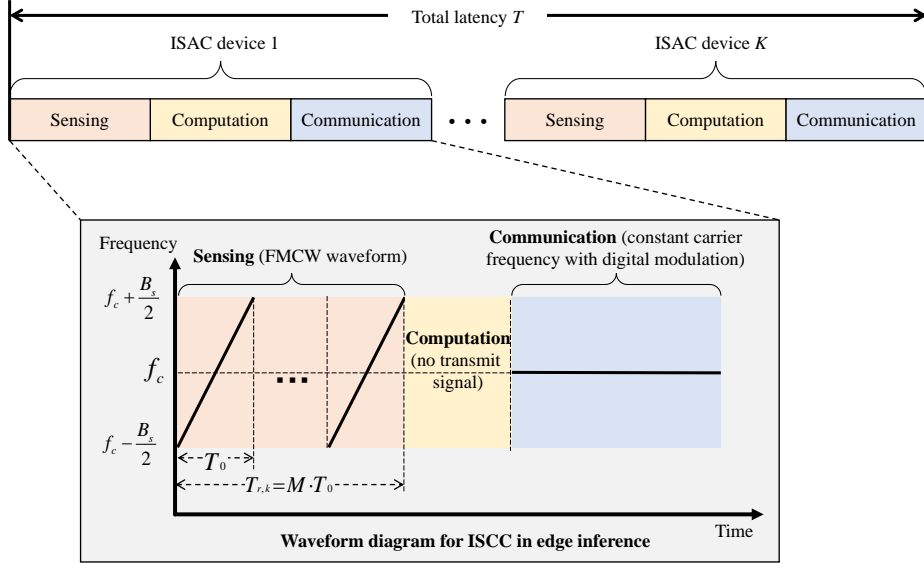 Total latency T
ISAC device 1
ISAC device K
Sensing
Computation
Communication
• • •
Sensing
Computation
Communication
Frequency
Sensing (FMCW waveform)
Communication (constant carrier
frequency with digital modulation)
f_c + B_s/2
Computation
(no transmit
signal)
f_c
...
f_c − B_s/2
T_0
T_{r,k}=M·T_0
Time
Waveform diagram for ISCC in edge inference